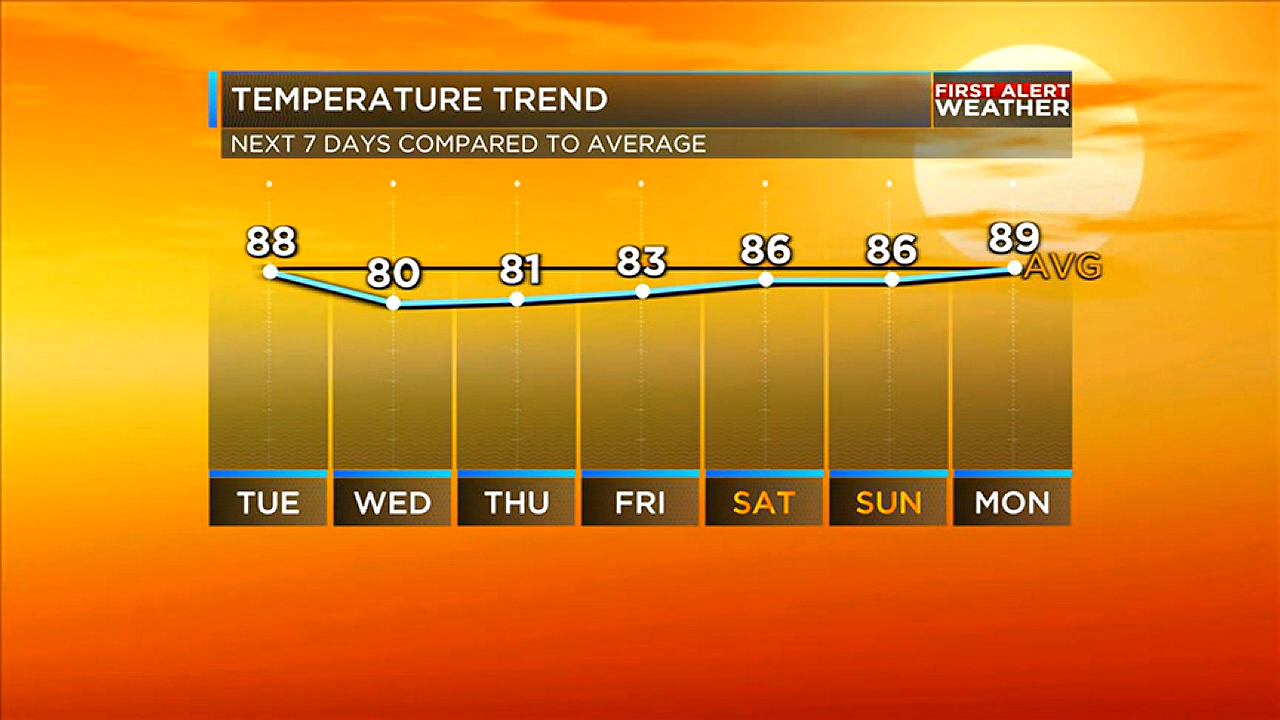 TEMPERATURE TREND
FIRST ALERT
WEATHER
NEXT 7 DAYS COMPARED TO AVERAGE
88 80 81 83 86 86 89
AVG
TUE WED THU FRI SAT SUN MON